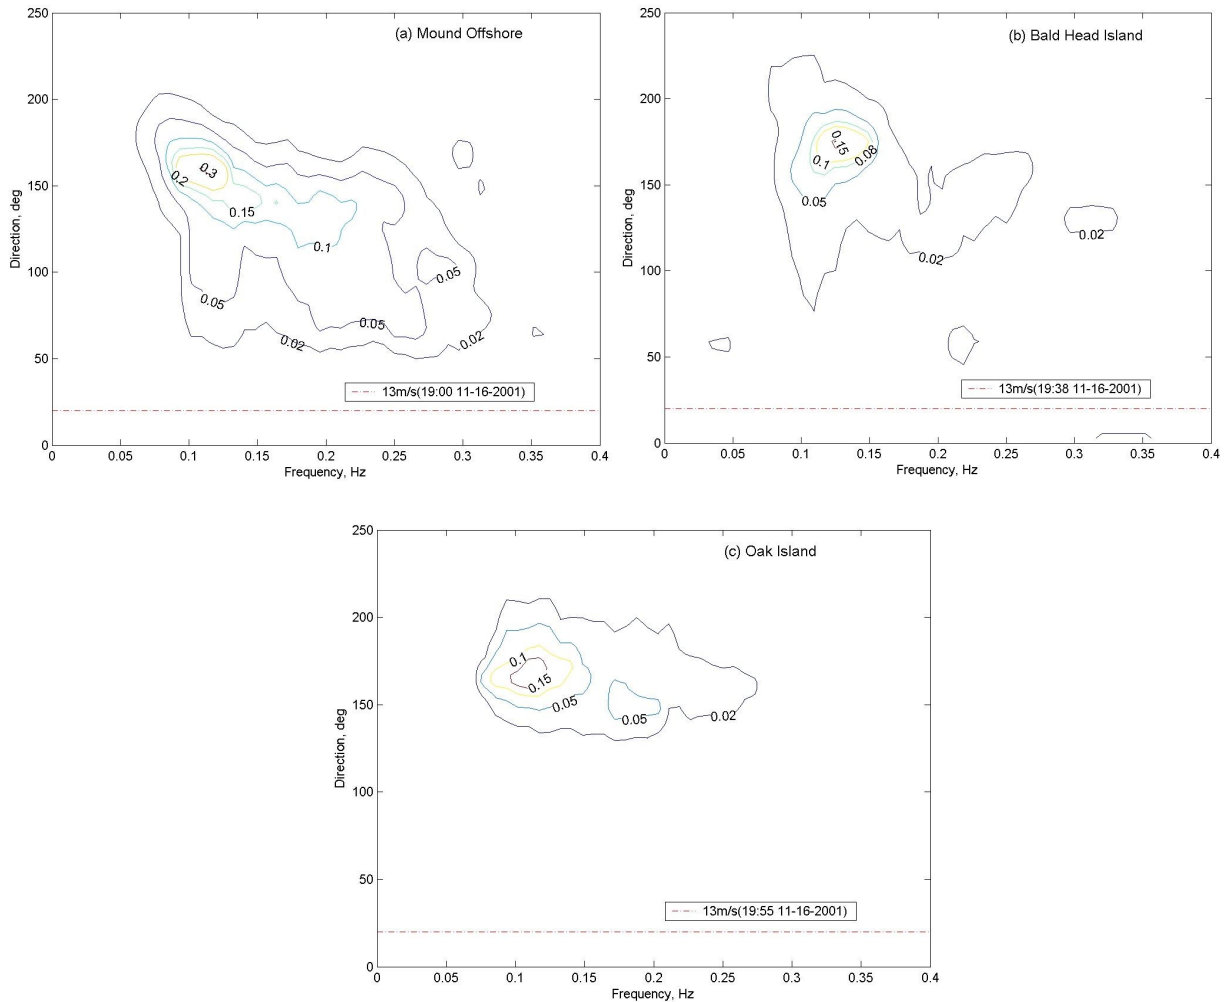 (a) Mound Offshore
250
200
150
100
50
0
Direction, deg
0.3
0.2
0.15
0.1
0.05
0.05
0.05
0.02
0.02
13m/s(19:00 11-16-2001)
0 0.05 0.1 0.15 0.2 0.25 0.3 0.35 0.4
Frequency, Hz
(b) Bald Head Island
250
200
150
100
50
0
Direction, deg
0.15
0.1
0.08
0.05
0.02
0.02
13m/s(19:38 11-16-2001)
0 0.05 0.1 0.15 0.2 0.25 0.3 0.35 0.4
Frequency, Hz
(c) Oak Island
250
200
150
100
50
0
Direction, deg
0.1
0.15
0.05
0.05
0.02
13m/s(19:55 11-16-2001)
0 0.05 0.1 0.15 0.2 0.25 0.3 0.35 0.4
Frequency, Hz